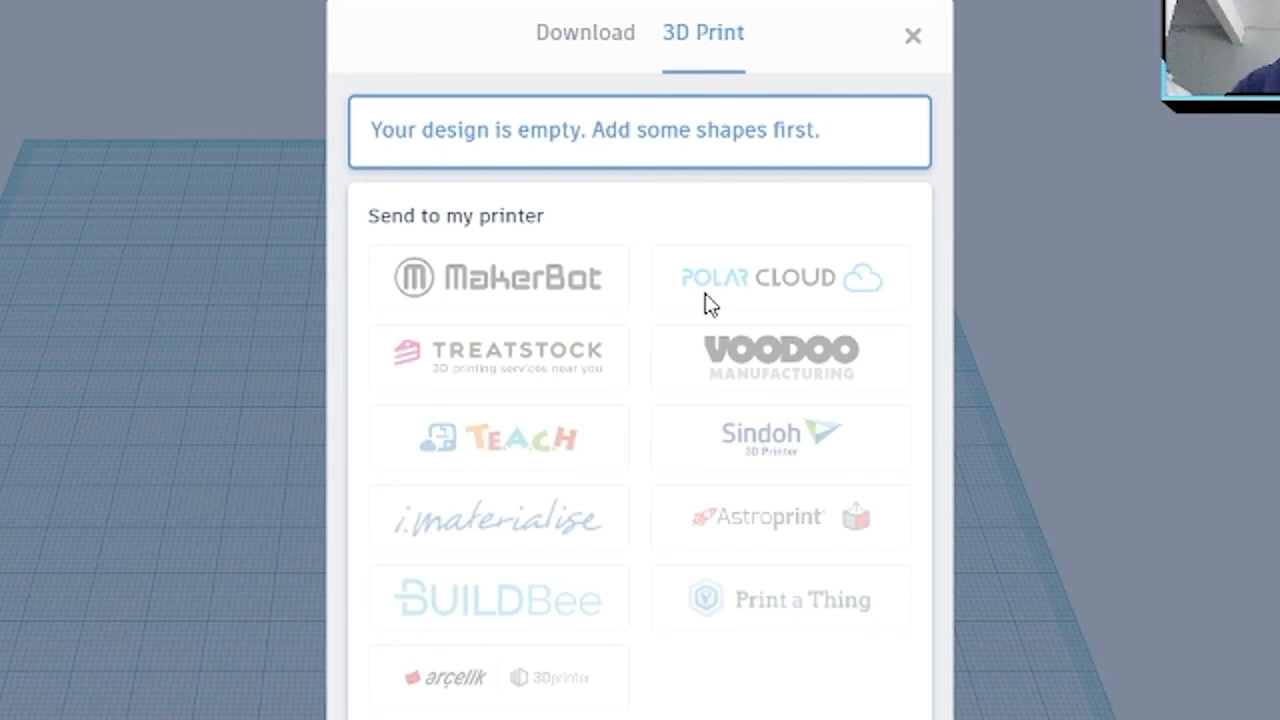 Download 3D Print
Your design is empty. Add some shapes first.
Send to my printer
MakerBot
POLAR CLOUD
TREATSTOCK
3D printing services near you
VOODOO
MANUFACTURING
TEACH
Sindoh
3D Printer
i.materialise
Astroprint
BUILDBee
Print a Thing
arçelik 3Dprinter